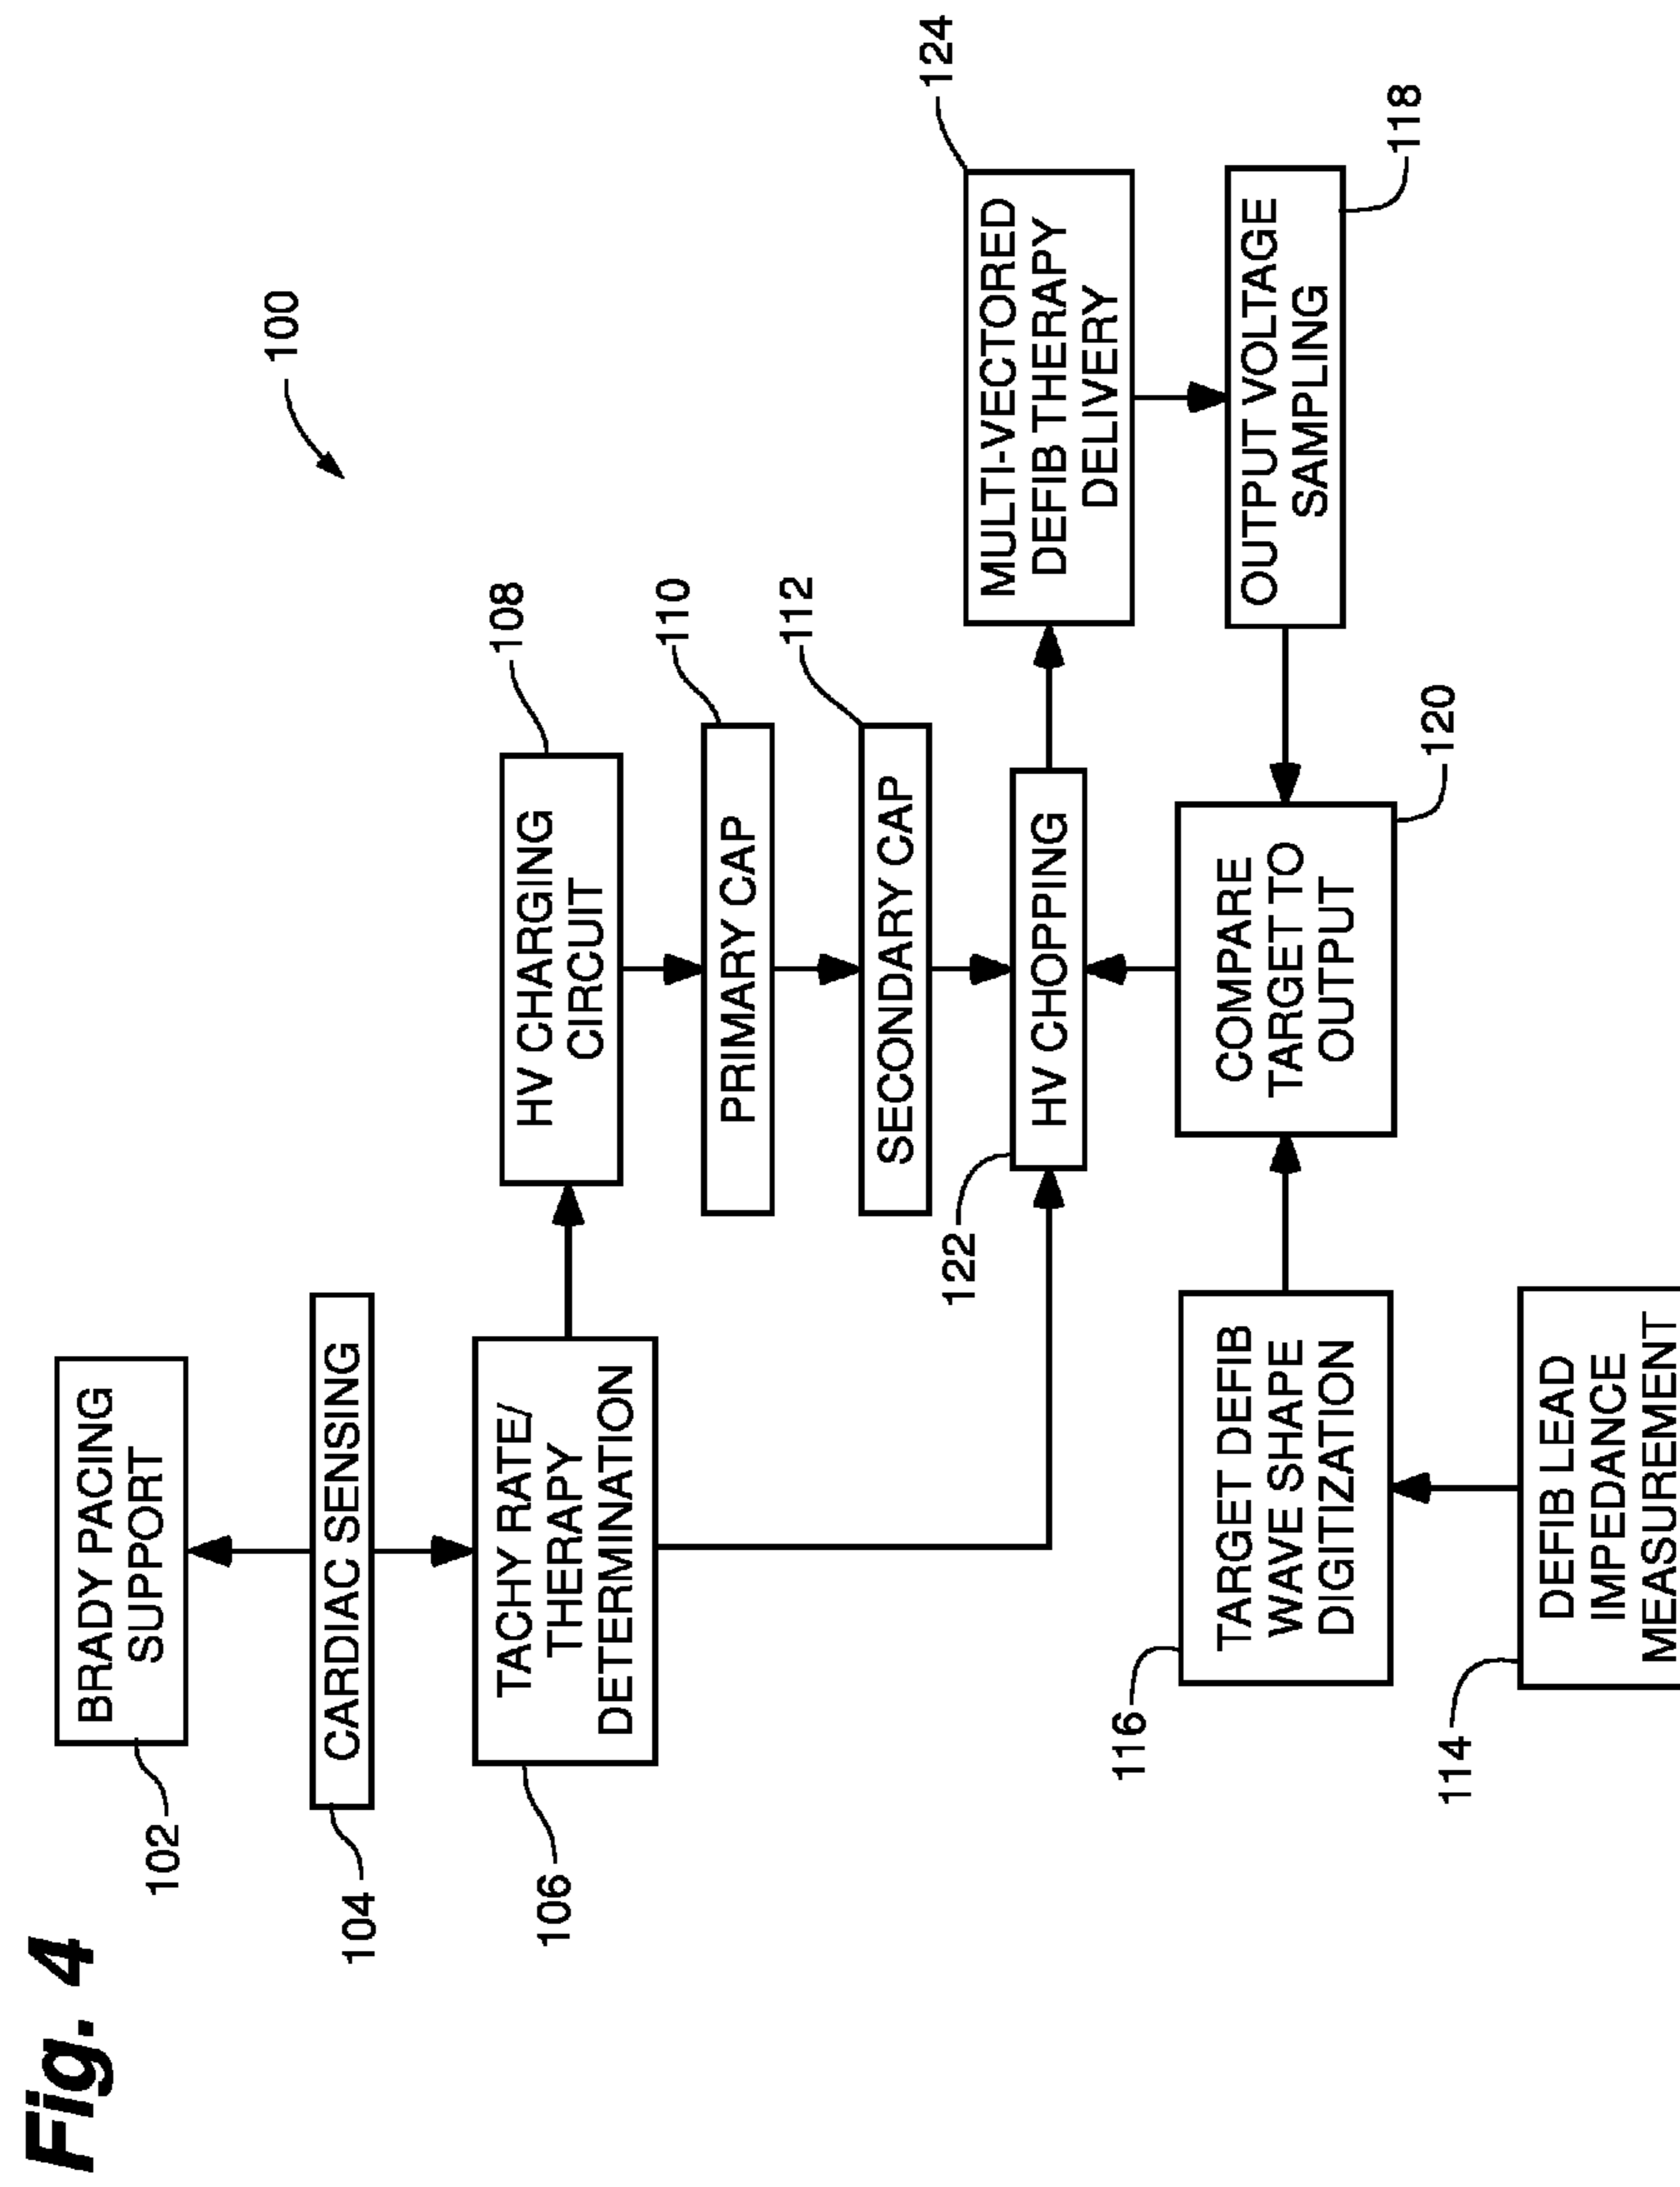 Fig. 4
100
102
BRADY PACING
SUPPORT
104
CARDIAC SENSING
106
TACHY RATE/
THERAPY
DETERMINATION
108
HV CHARGING
CIRCUIT
110
PRIMARY CAP
112
SECONDARY CAP
122
HV CHOPPING
124
MULTI-VECTORED
DEFIB THERAPY
DELIVERY
116
TARGET DEFIB
WAVE SHAPE
DIGITIZATION
120
COMPARE
TARGET TO
OUTPUT
118
OUTPUT VOLTAGE
SAMPLING
114
DEFIB LEAD
IMPEDANCE
MEASUREMENT